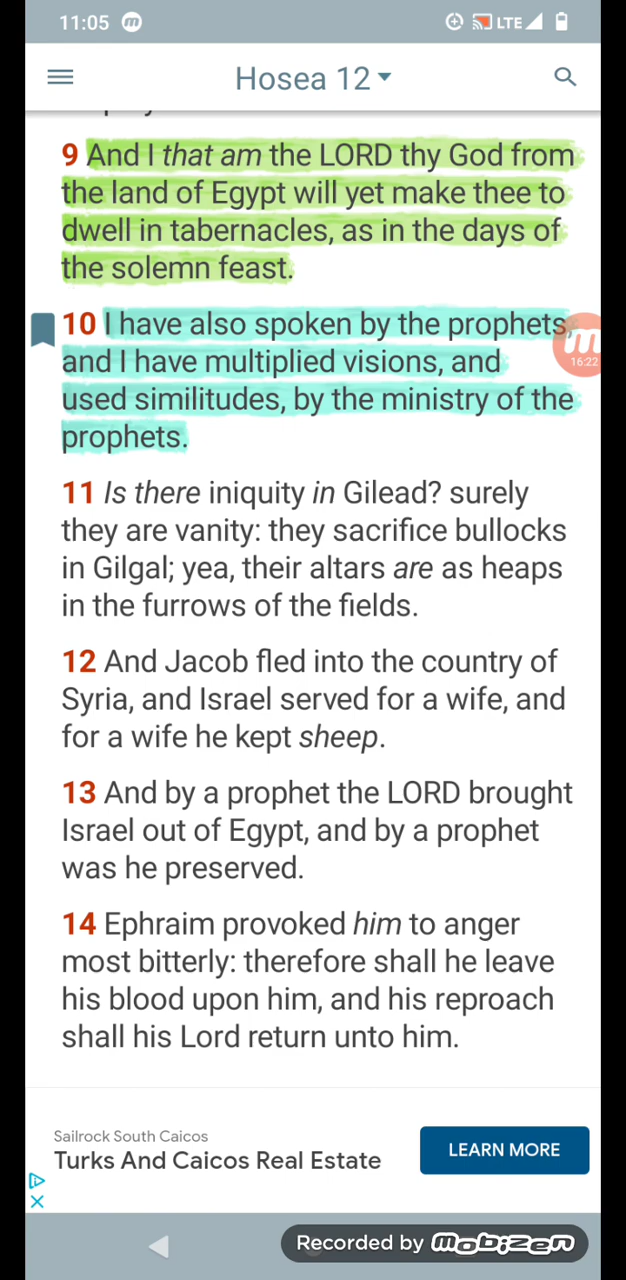 11:05 m LTE
Hosea 12
9 And I that am the LORD thy God from
the land of Egypt will yet make thee to
dwell in tabernacles, as in the days of
the solemn feast.
10 I have also spoken by the prophets,
and I have multiplied visions, and
used similitudes, by the ministry of the
prophets.
m
16:22
11 Is there iniquity in Gilead? surely
they are vanity: they sacrifice bullocks
in Gilgal; yea, their altars are as heaps
in the furrows of the fields.
12 And Jacob fled into the country of
Syria, and Israel served for a wife, and
for a wife he kept sheep.
13 And by a prophet the LORD brought
Israel out of Egypt, and by a prophet
was he preserved.
14 Ephraim provoked him to anger
most bitterly: therefore shall he leave
his blood upon him, and his reproach
shall his Lord return unto him.
Sailrock South Caicos
Turks And Caicos Real Estate
LEARN MORE
Recorded by mobizen